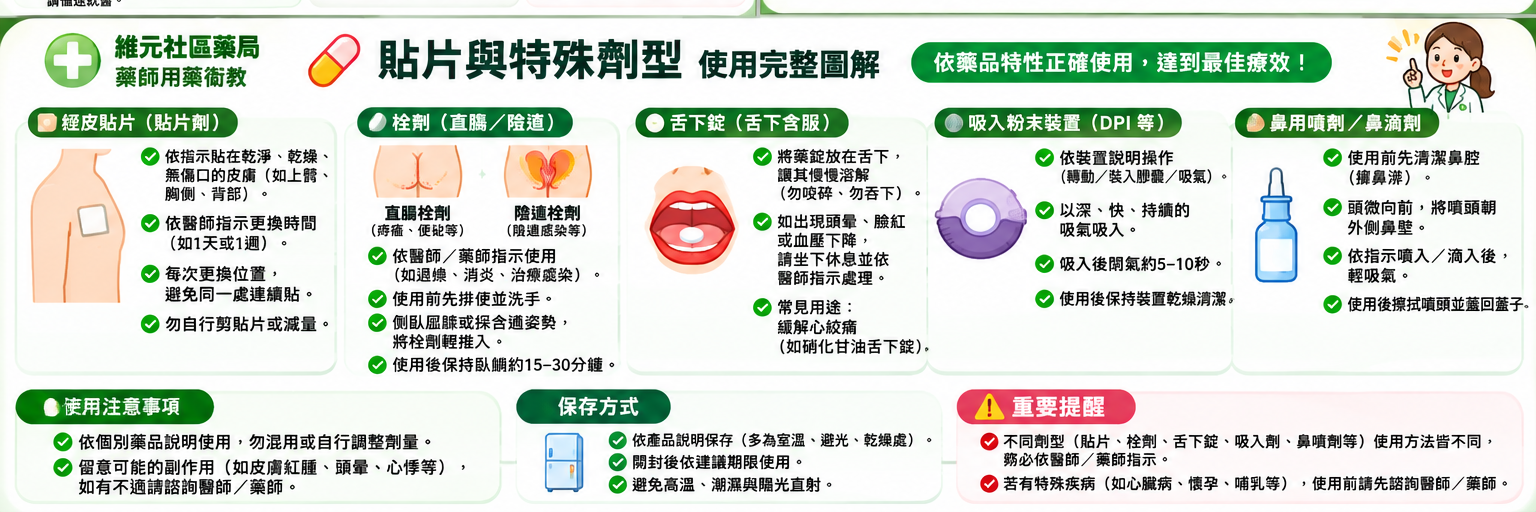 請儘速就醫。
維元社區藥局
藥師用藥衛教
貼片與特殊劑型 使用完整圖解
依藥品特性正確使用，達到最佳療效！
經皮貼片（貼片劑）
依指示貼在乾淨、乾燥、
無傷口的皮膚（如上臂、
胸側、背部）。
依醫師指示更換時間
（如1天或1週）。
每次更換位置，
避免同一處連續貼。
勿自行剪貼片或減量。
栓劑（直腸／陰道）
直腸栓劑
（痔瘡、便祕等）
陰道栓劑
（陰道感染等）
依醫師／藥師指示使用
（如退燒、消炎、治療感染）。
使用前先排便並洗手。
側臥屈膝或採合適姿勢，
將栓劑輕推入。
使用後保持臥躺約15–30分鐘。
舌下錠（舌下含服）
將藥錠放在舌下，
讓其慢慢溶解
（勿咬碎、勿吞下）。
如出現頭暈、臉紅
或血壓下降，
請坐下休息並依
醫師指示處理。
常見用途：
緩解心絞痛
（如硝化甘油舌下錠）。
吸入粉末裝置（DPI 等）
依裝置說明操作
（轉動／裝入膠囊／吸氣）。
以深、快、持續的
吸氣吸入。
吸入後閉氣約5–10秒。
使用後保持裝置乾燥清潔。
鼻用噴劑／鼻滴劑
使用前先清潔鼻腔
（擤鼻涕）。
頭微向前，將噴頭朝
外側鼻壁。
依指示噴入／滴入後，
輕吸氣。
使用後擦拭噴頭並蓋回蓋子。
使用注意事項
依個別藥品說明使用，勿混用或自行調整劑量。
留意可能的副作用（如皮膚紅腫、頭暈、心悸等），
如有不適請諮詢醫師／藥師。
保存方式
依產品說明保存（多為室溫、避光、乾燥處）。
開封後依建議期限使用。
避免高溫、潮濕與陽光直射。
重要提醒
不同劑型（貼片、栓劑、舌下錠、吸入劑、鼻噴劑等）使用方法皆不同，
務必依醫師／藥師指示。
若有特殊疾病（如心臟病、懷孕、哺乳等），使用前請先諮詢醫師／藥師。